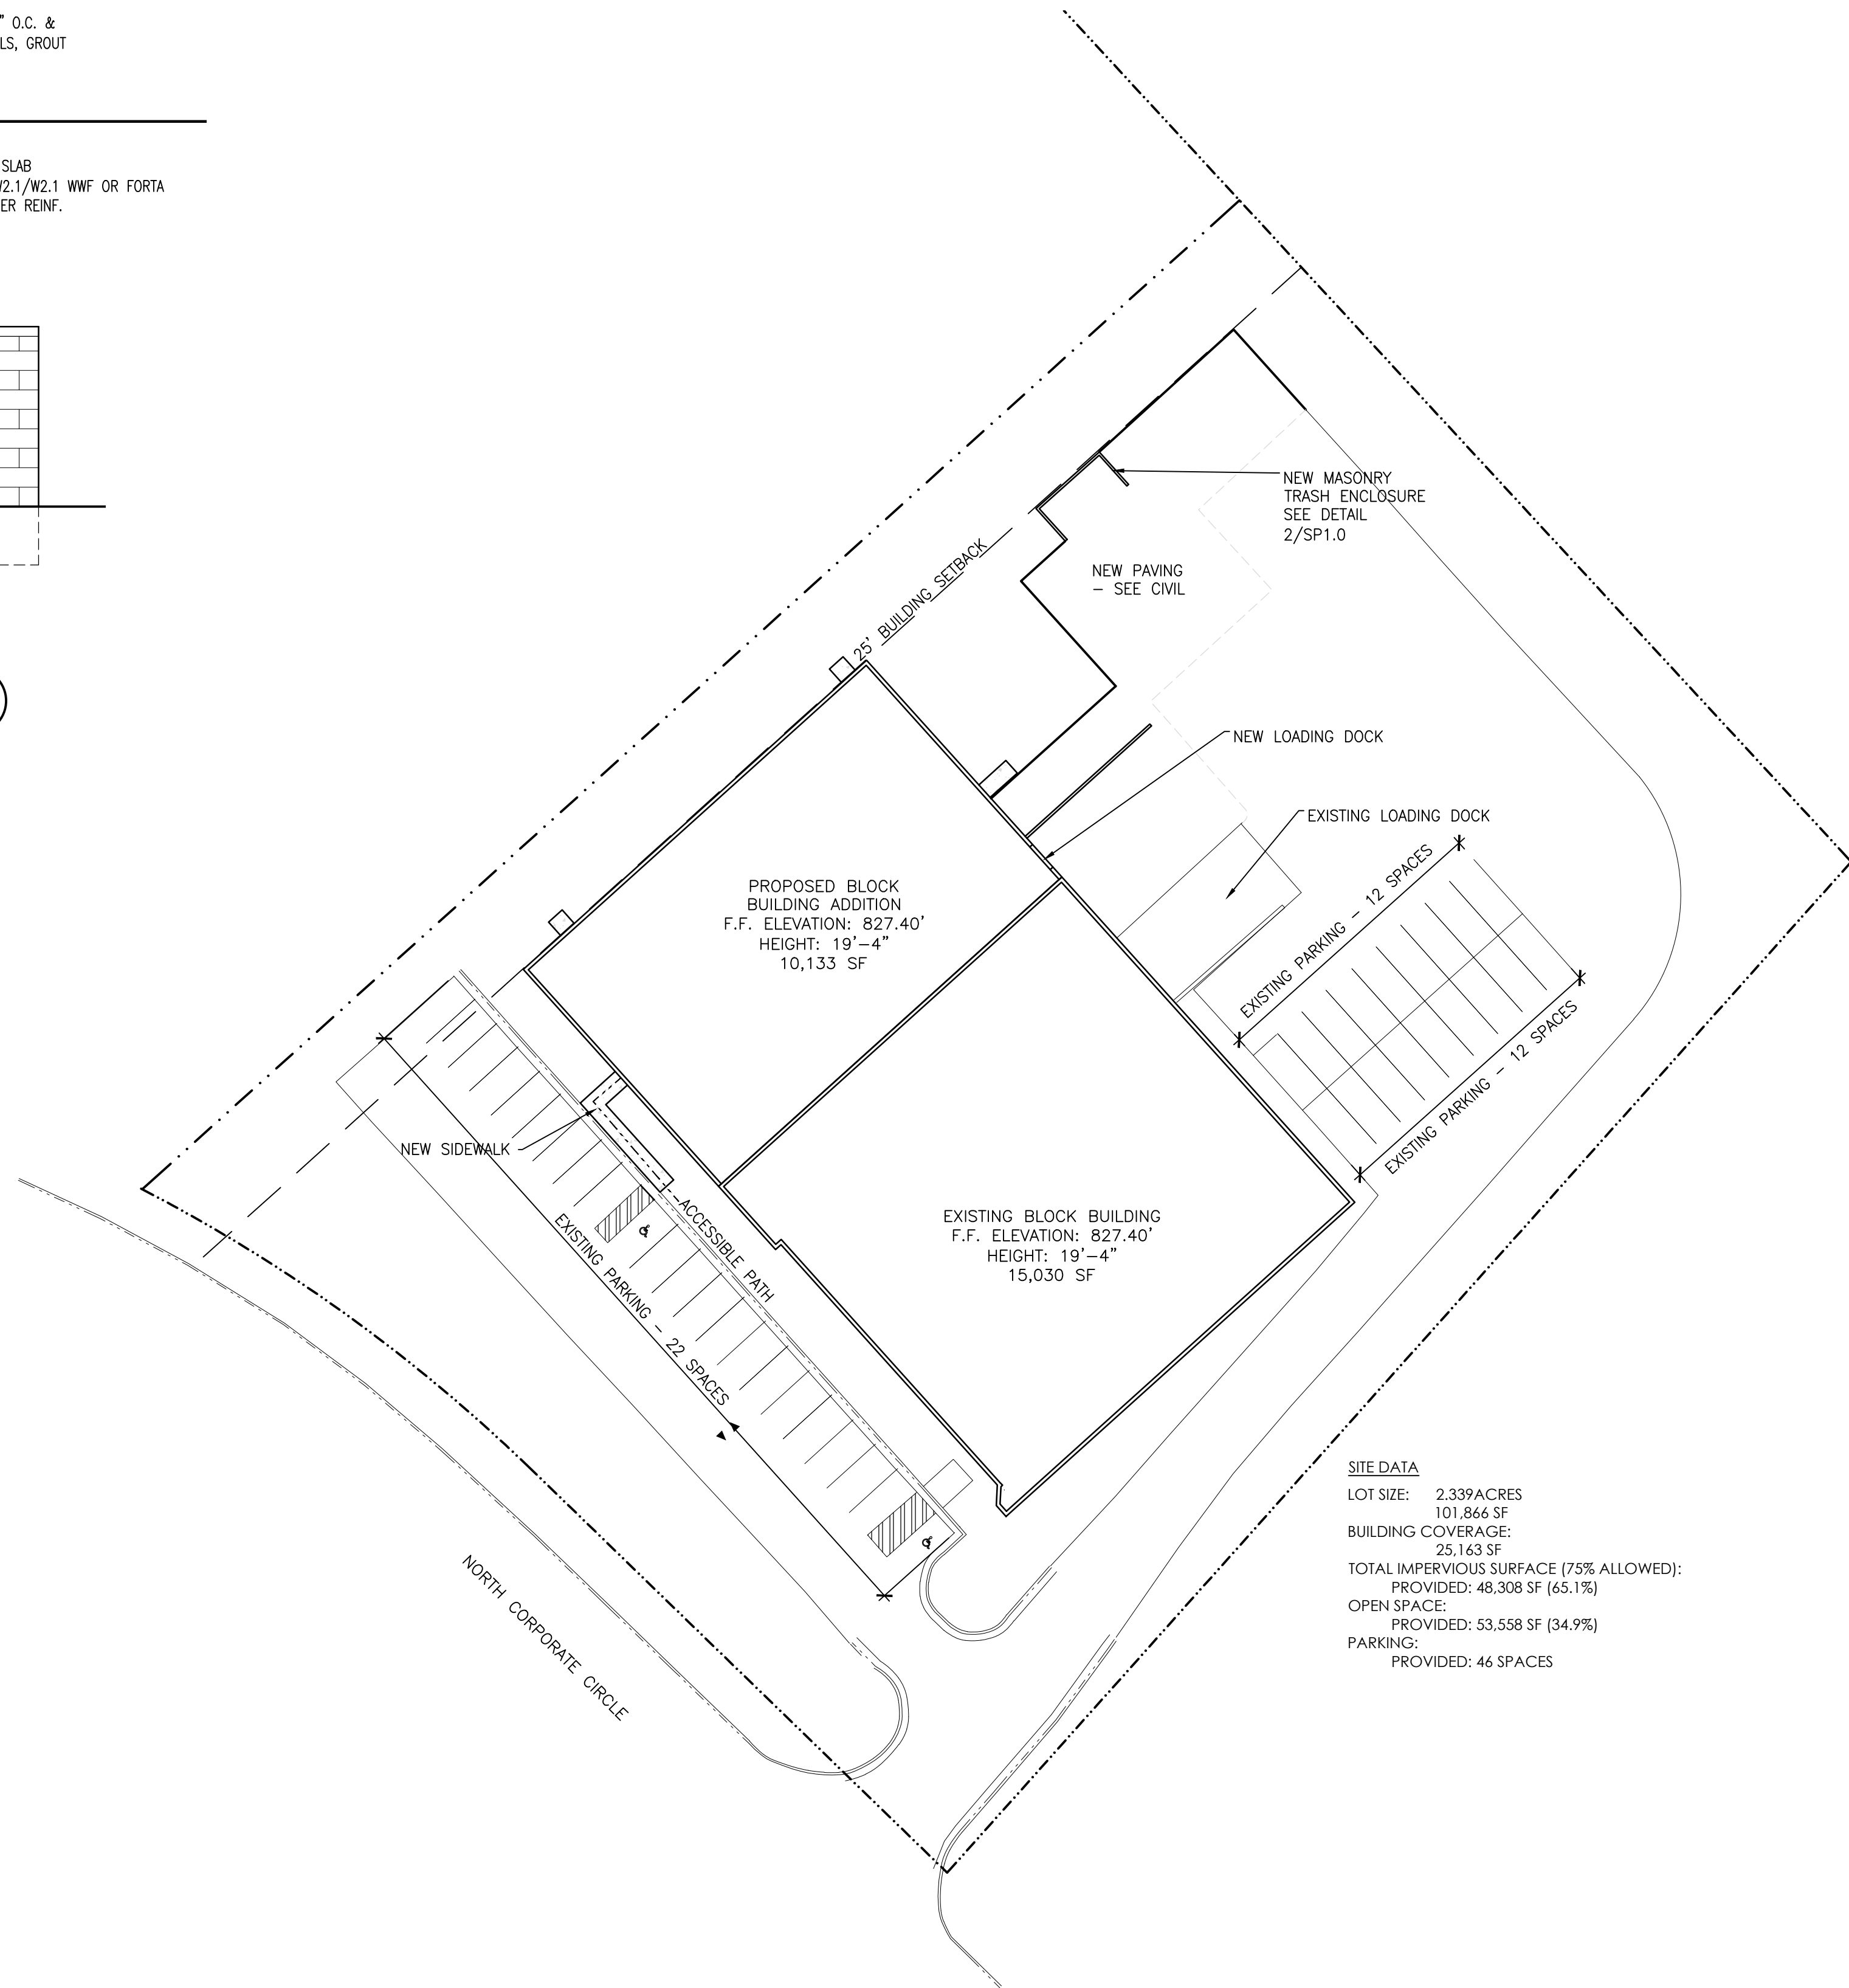 " O.C. &
LS, GROUT
SLAB
W2.1/W2.1 WWF OR FORTA
ER REINF.
NEW MASONRY
TRASH ENCLOSURE
SEE DETAIL
2/SP1.0
25' BUILDING SETBACK
NEW PAVING
– SEE CIVIL
NEW LOADING DOCK
EXISTING LOADING DOCK
EXISTING PARKING – 12 SPACES
EXISTING PARKING – 12 SPACES
PROPOSED BLOCK
BUILDING ADDITION
F.F. ELEVATION: 827.40'
HEIGHT: 19'–4"
10,133 SF
NEW SIDEWALK
ACCESSIBLE PATH
EXISTING PARKING – 22 SPACES
EXISTING BLOCK BUILDING
F.F. ELEVATION: 827.40'
HEIGHT: 19'–4"
15,030 SF
NORTH CORPORATE CIRCLE
SITE DATA
LOT SIZE: 2.339ACRES
101,866 SF
BUILDING COVERAGE:
25,163 SF
TOTAL IMPERVIOUS SURFACE (75% ALLOWED):
PROVIDED: 48,308 SF (65.1%)
OPEN SPACE:
PROVIDED: 53,558 SF (34.9%)
PARKING:
PROVIDED: 46 SPACES